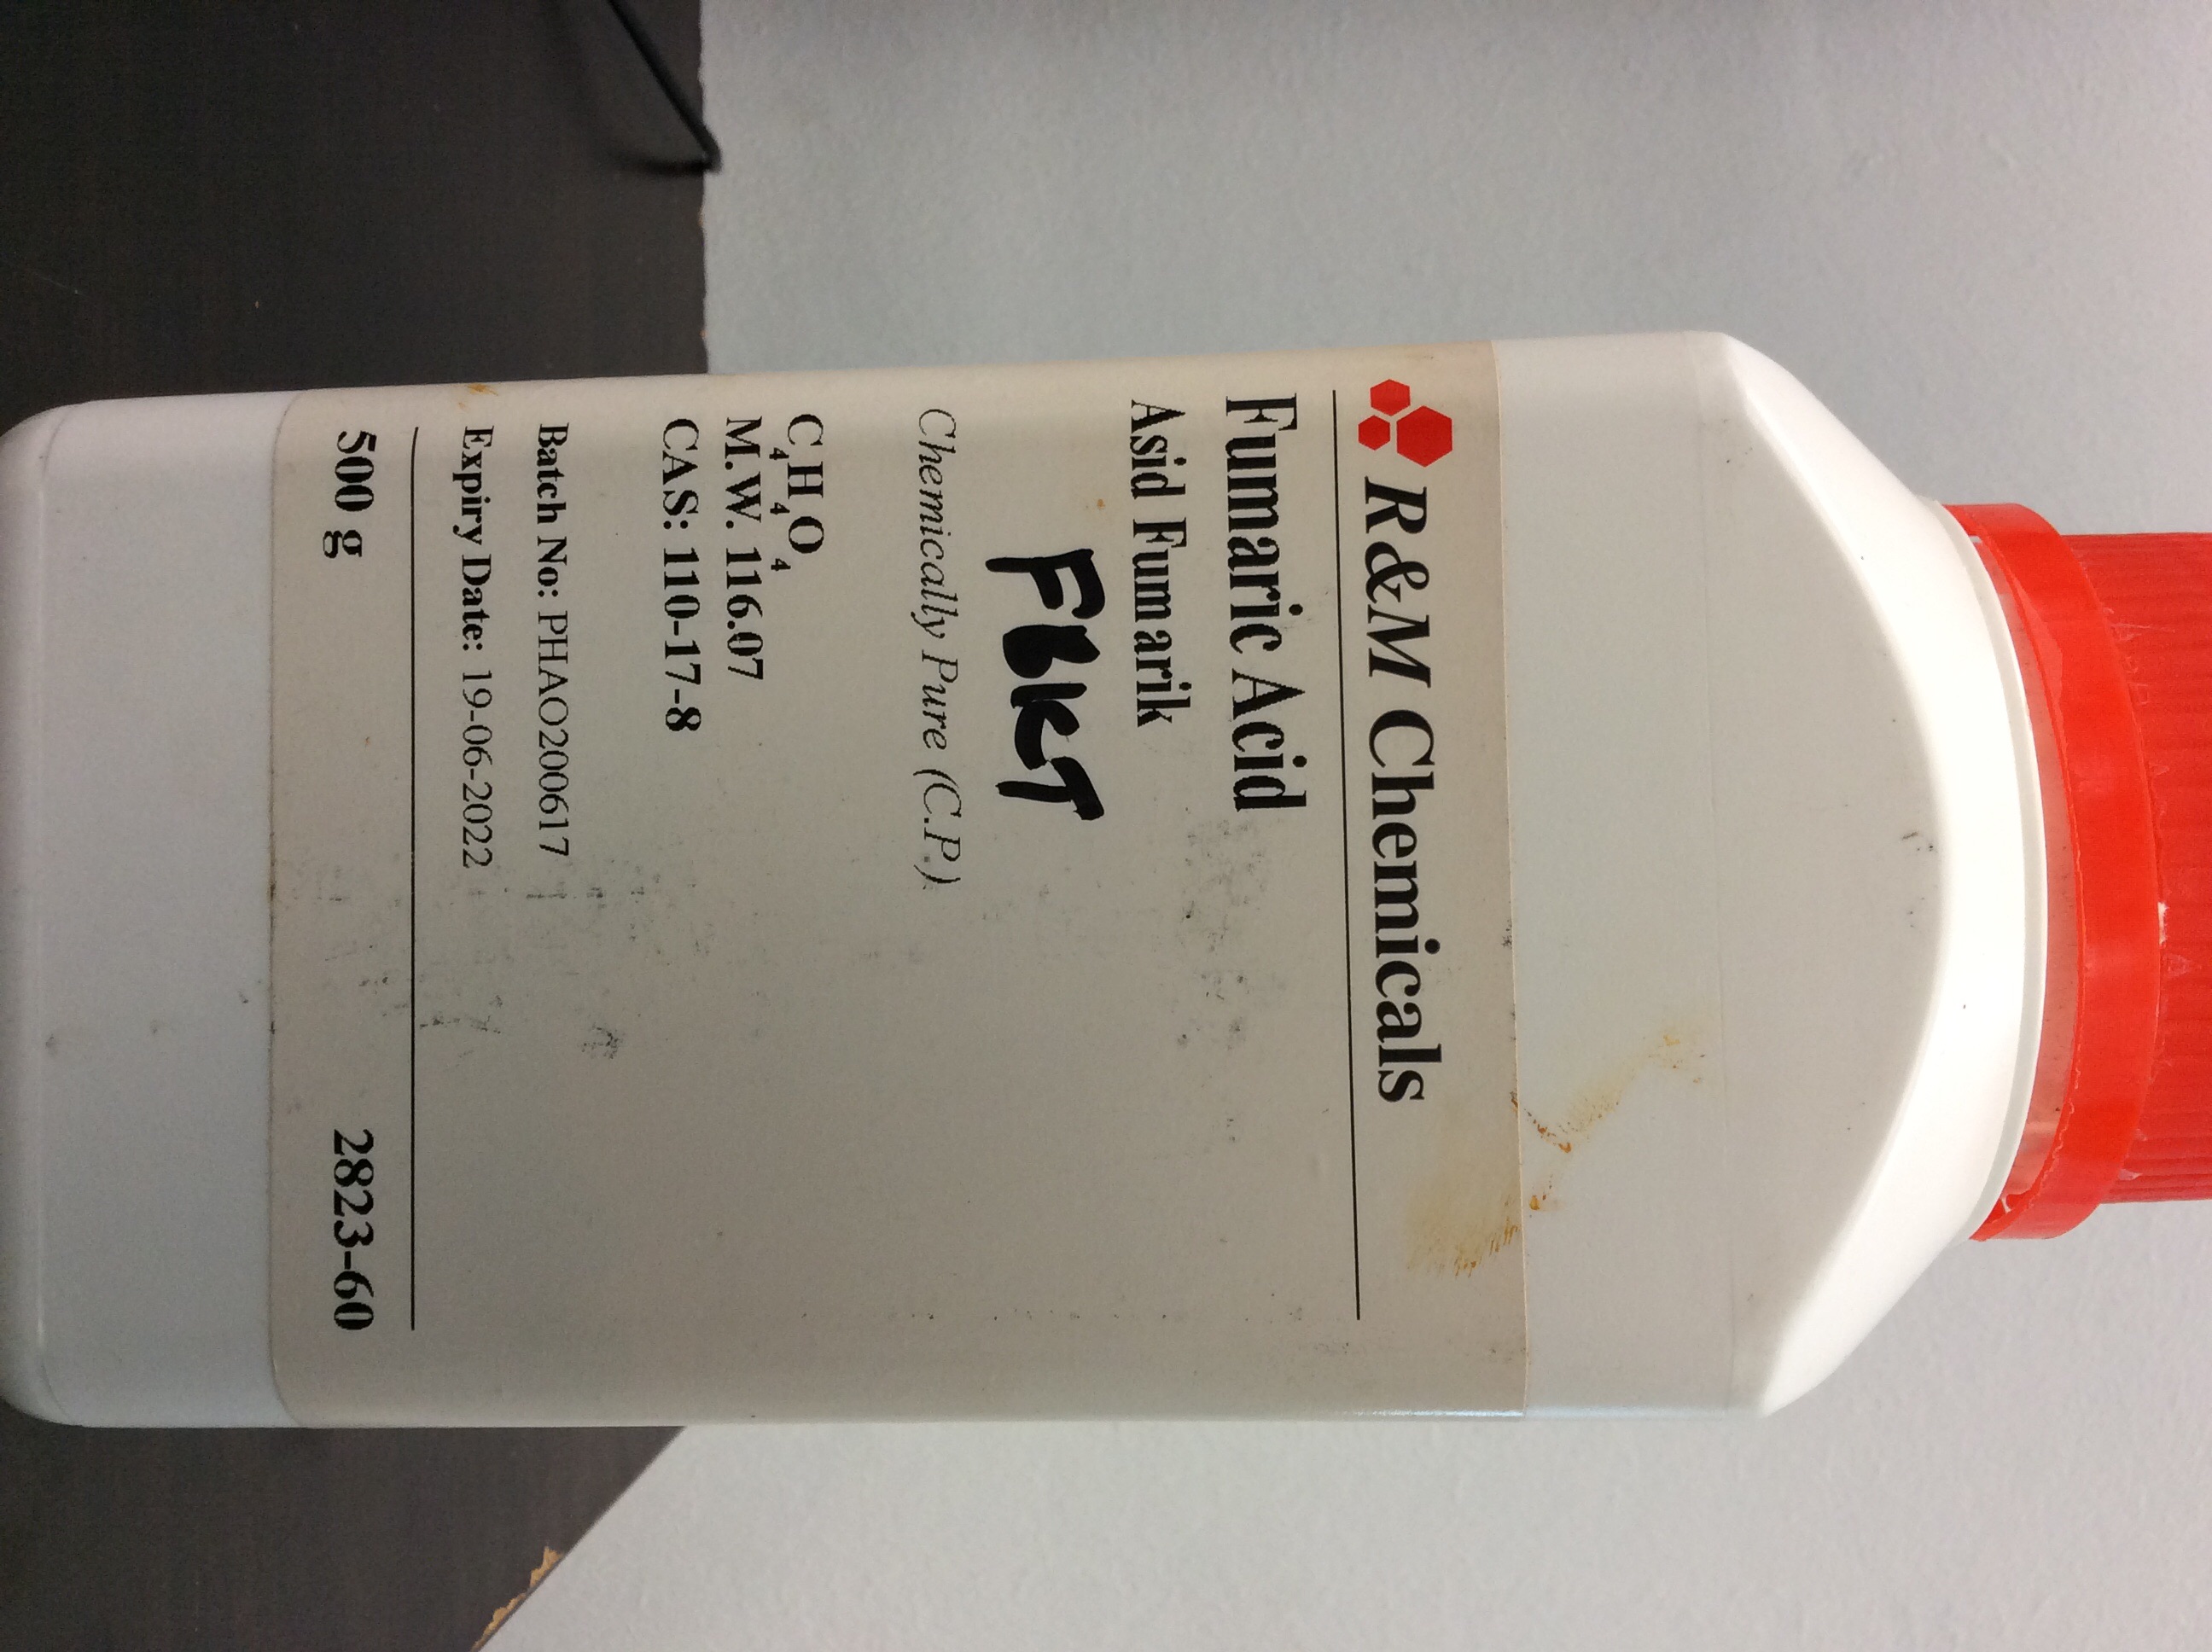 R&M Chemicals
Fumaric Acid
Asid Fumarik
FBKT
Chemically Pure (C.P.)
C₄H₄O₄
M.W. 116.07
CAS: 110-17-8
Batch No: PHAO200617
Expiry Date: 19-06-2022
500 g 2823-60